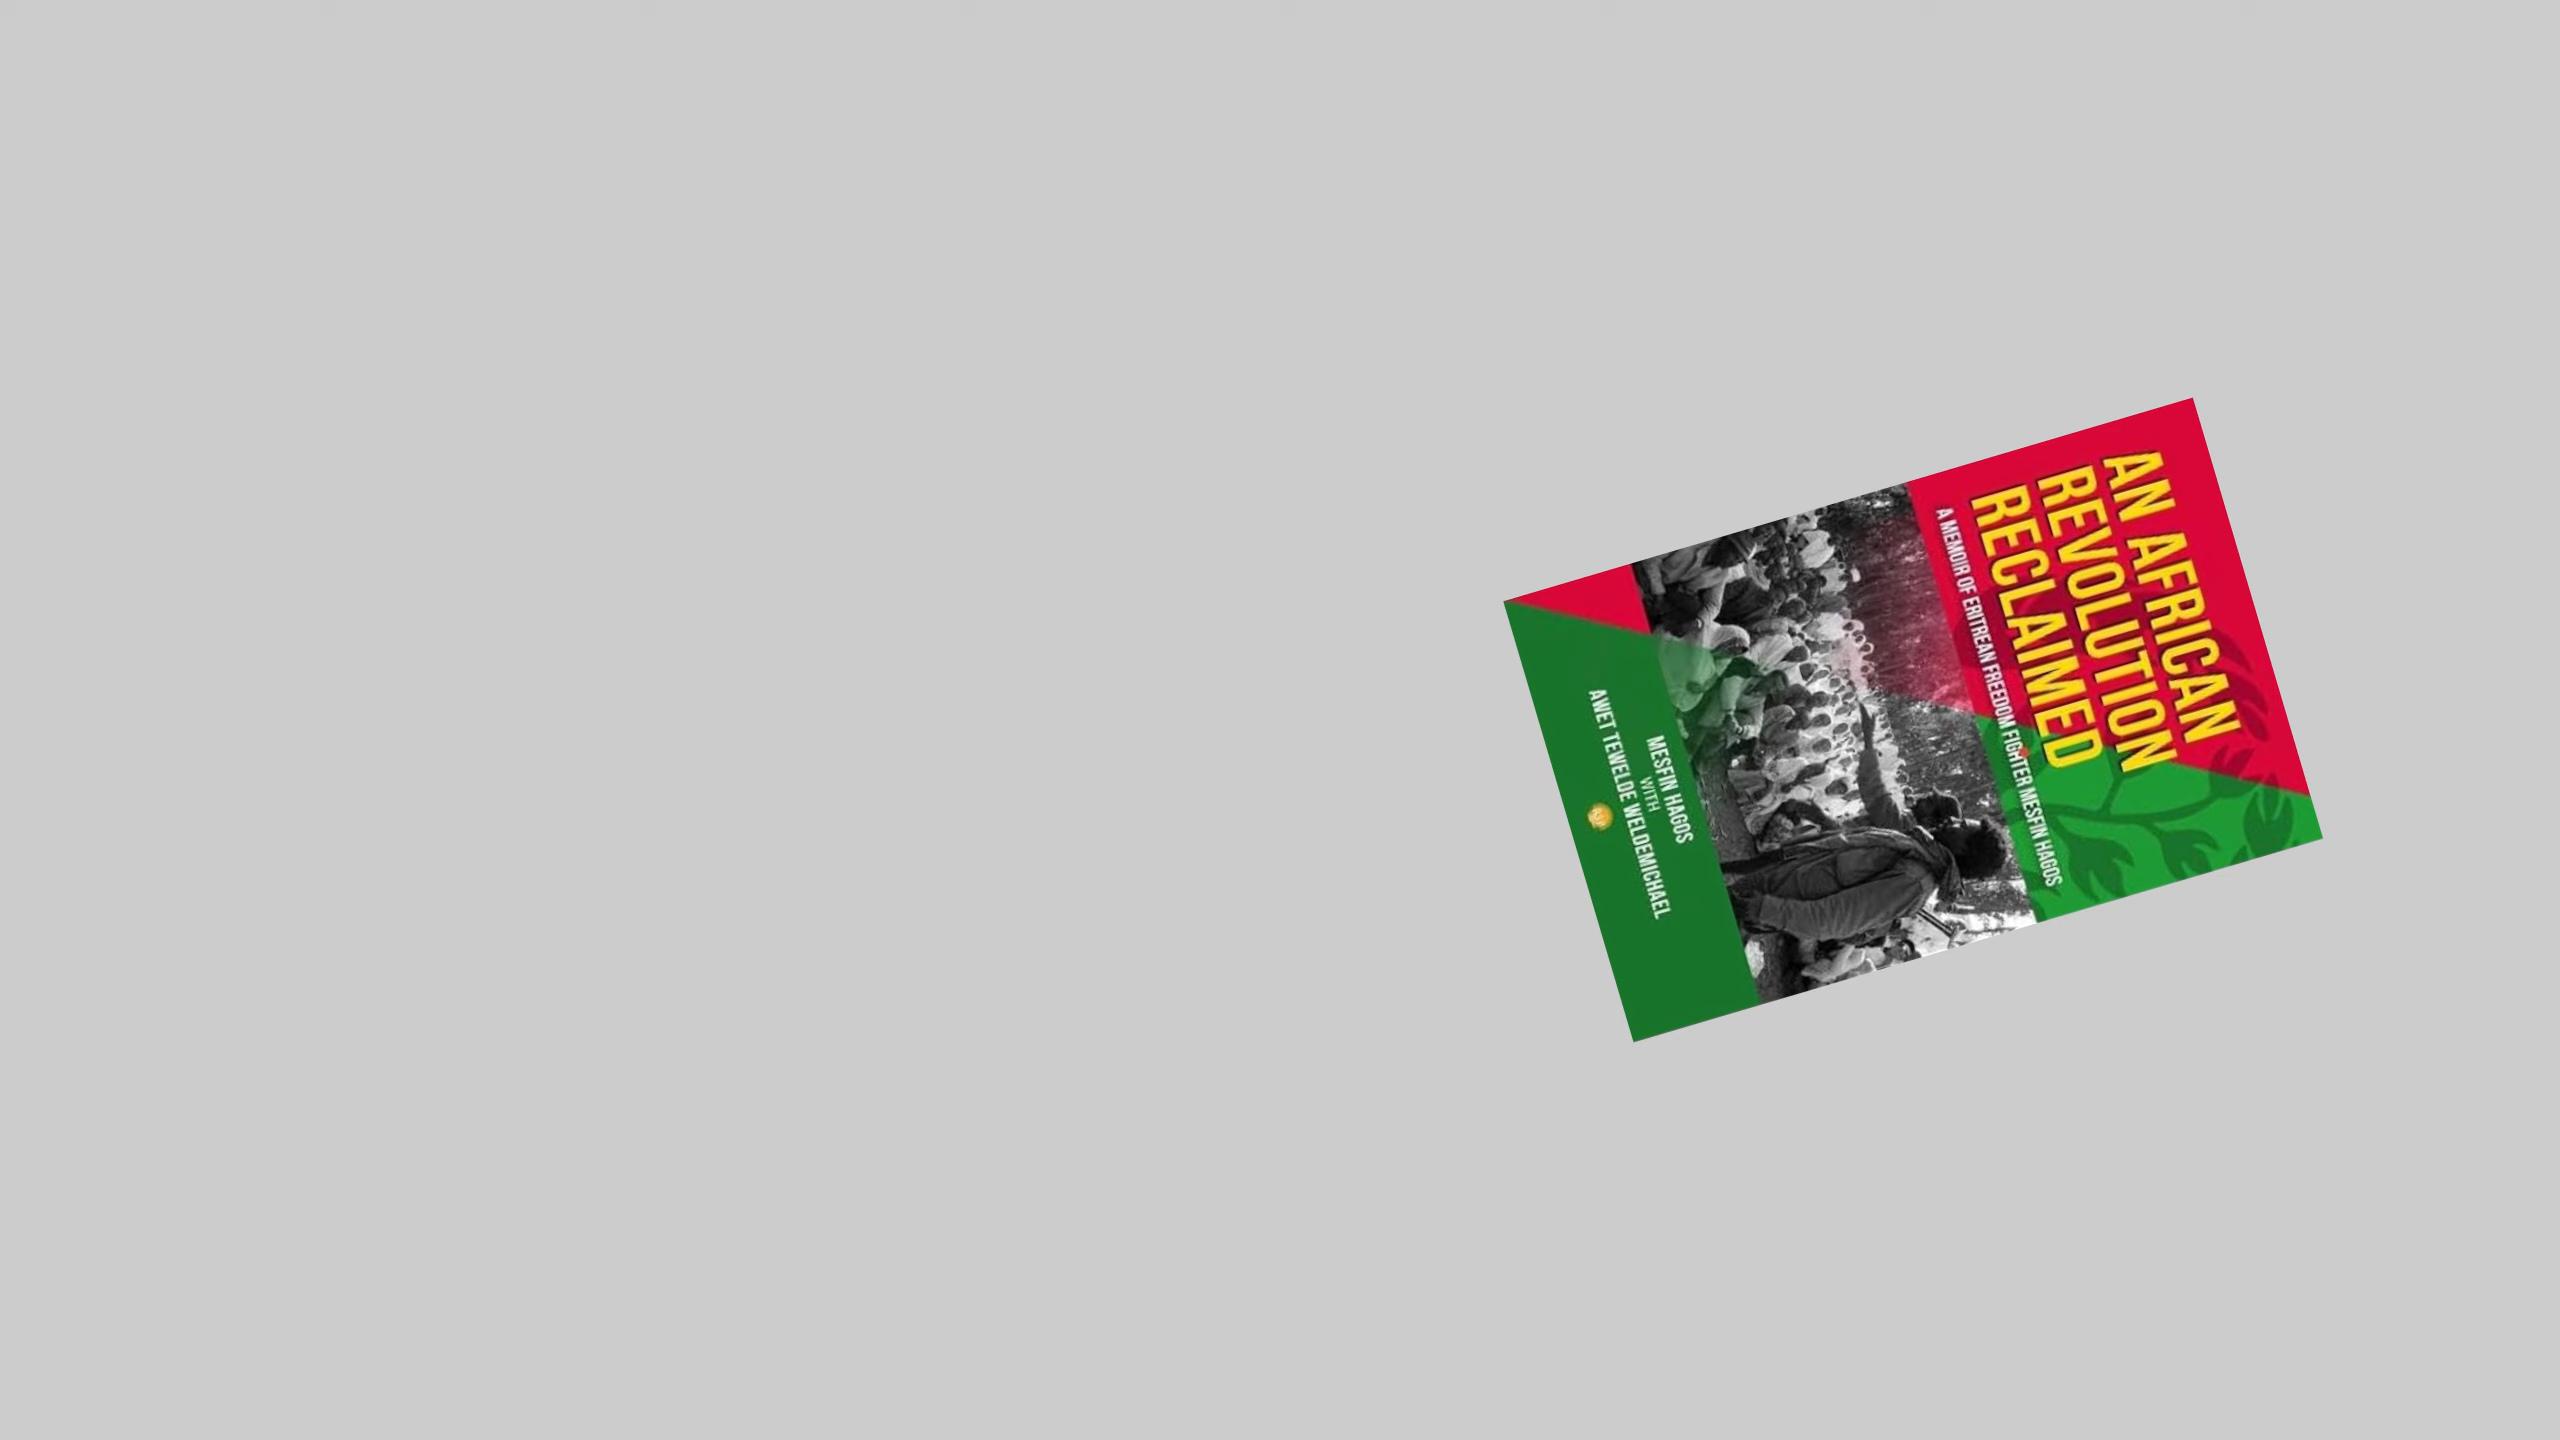 AN AFRICAN
REVOLUTION
RECLAIMED
A MEMOIR OF ERITREAN FREEDOM FIGHTER MESFIN HAGOS
MESFIN HAGOS
WITH
AWET TEWELDE WELDEMICHAEL